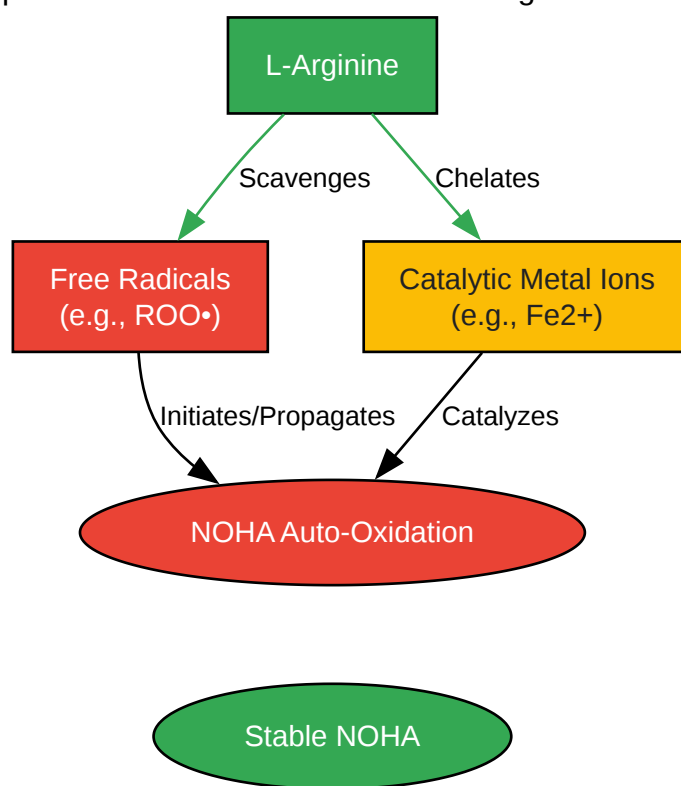 L-Arginine
Scavenges
Chelates
Free Radicals
(e.g., ROO•)
Catalytic Metal Ions
(e.g., Fe2+)
Initiates/Propagates
Catalyzes
NOHA Auto-Oxidation
Stable NOHA